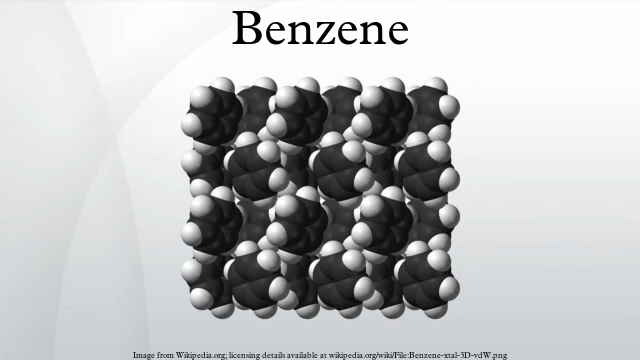 Benzene
Image from Wikipedia.org; licensing details available at wikipedia.org/wiki/File:Benzene-xtal-3D-vdW.png